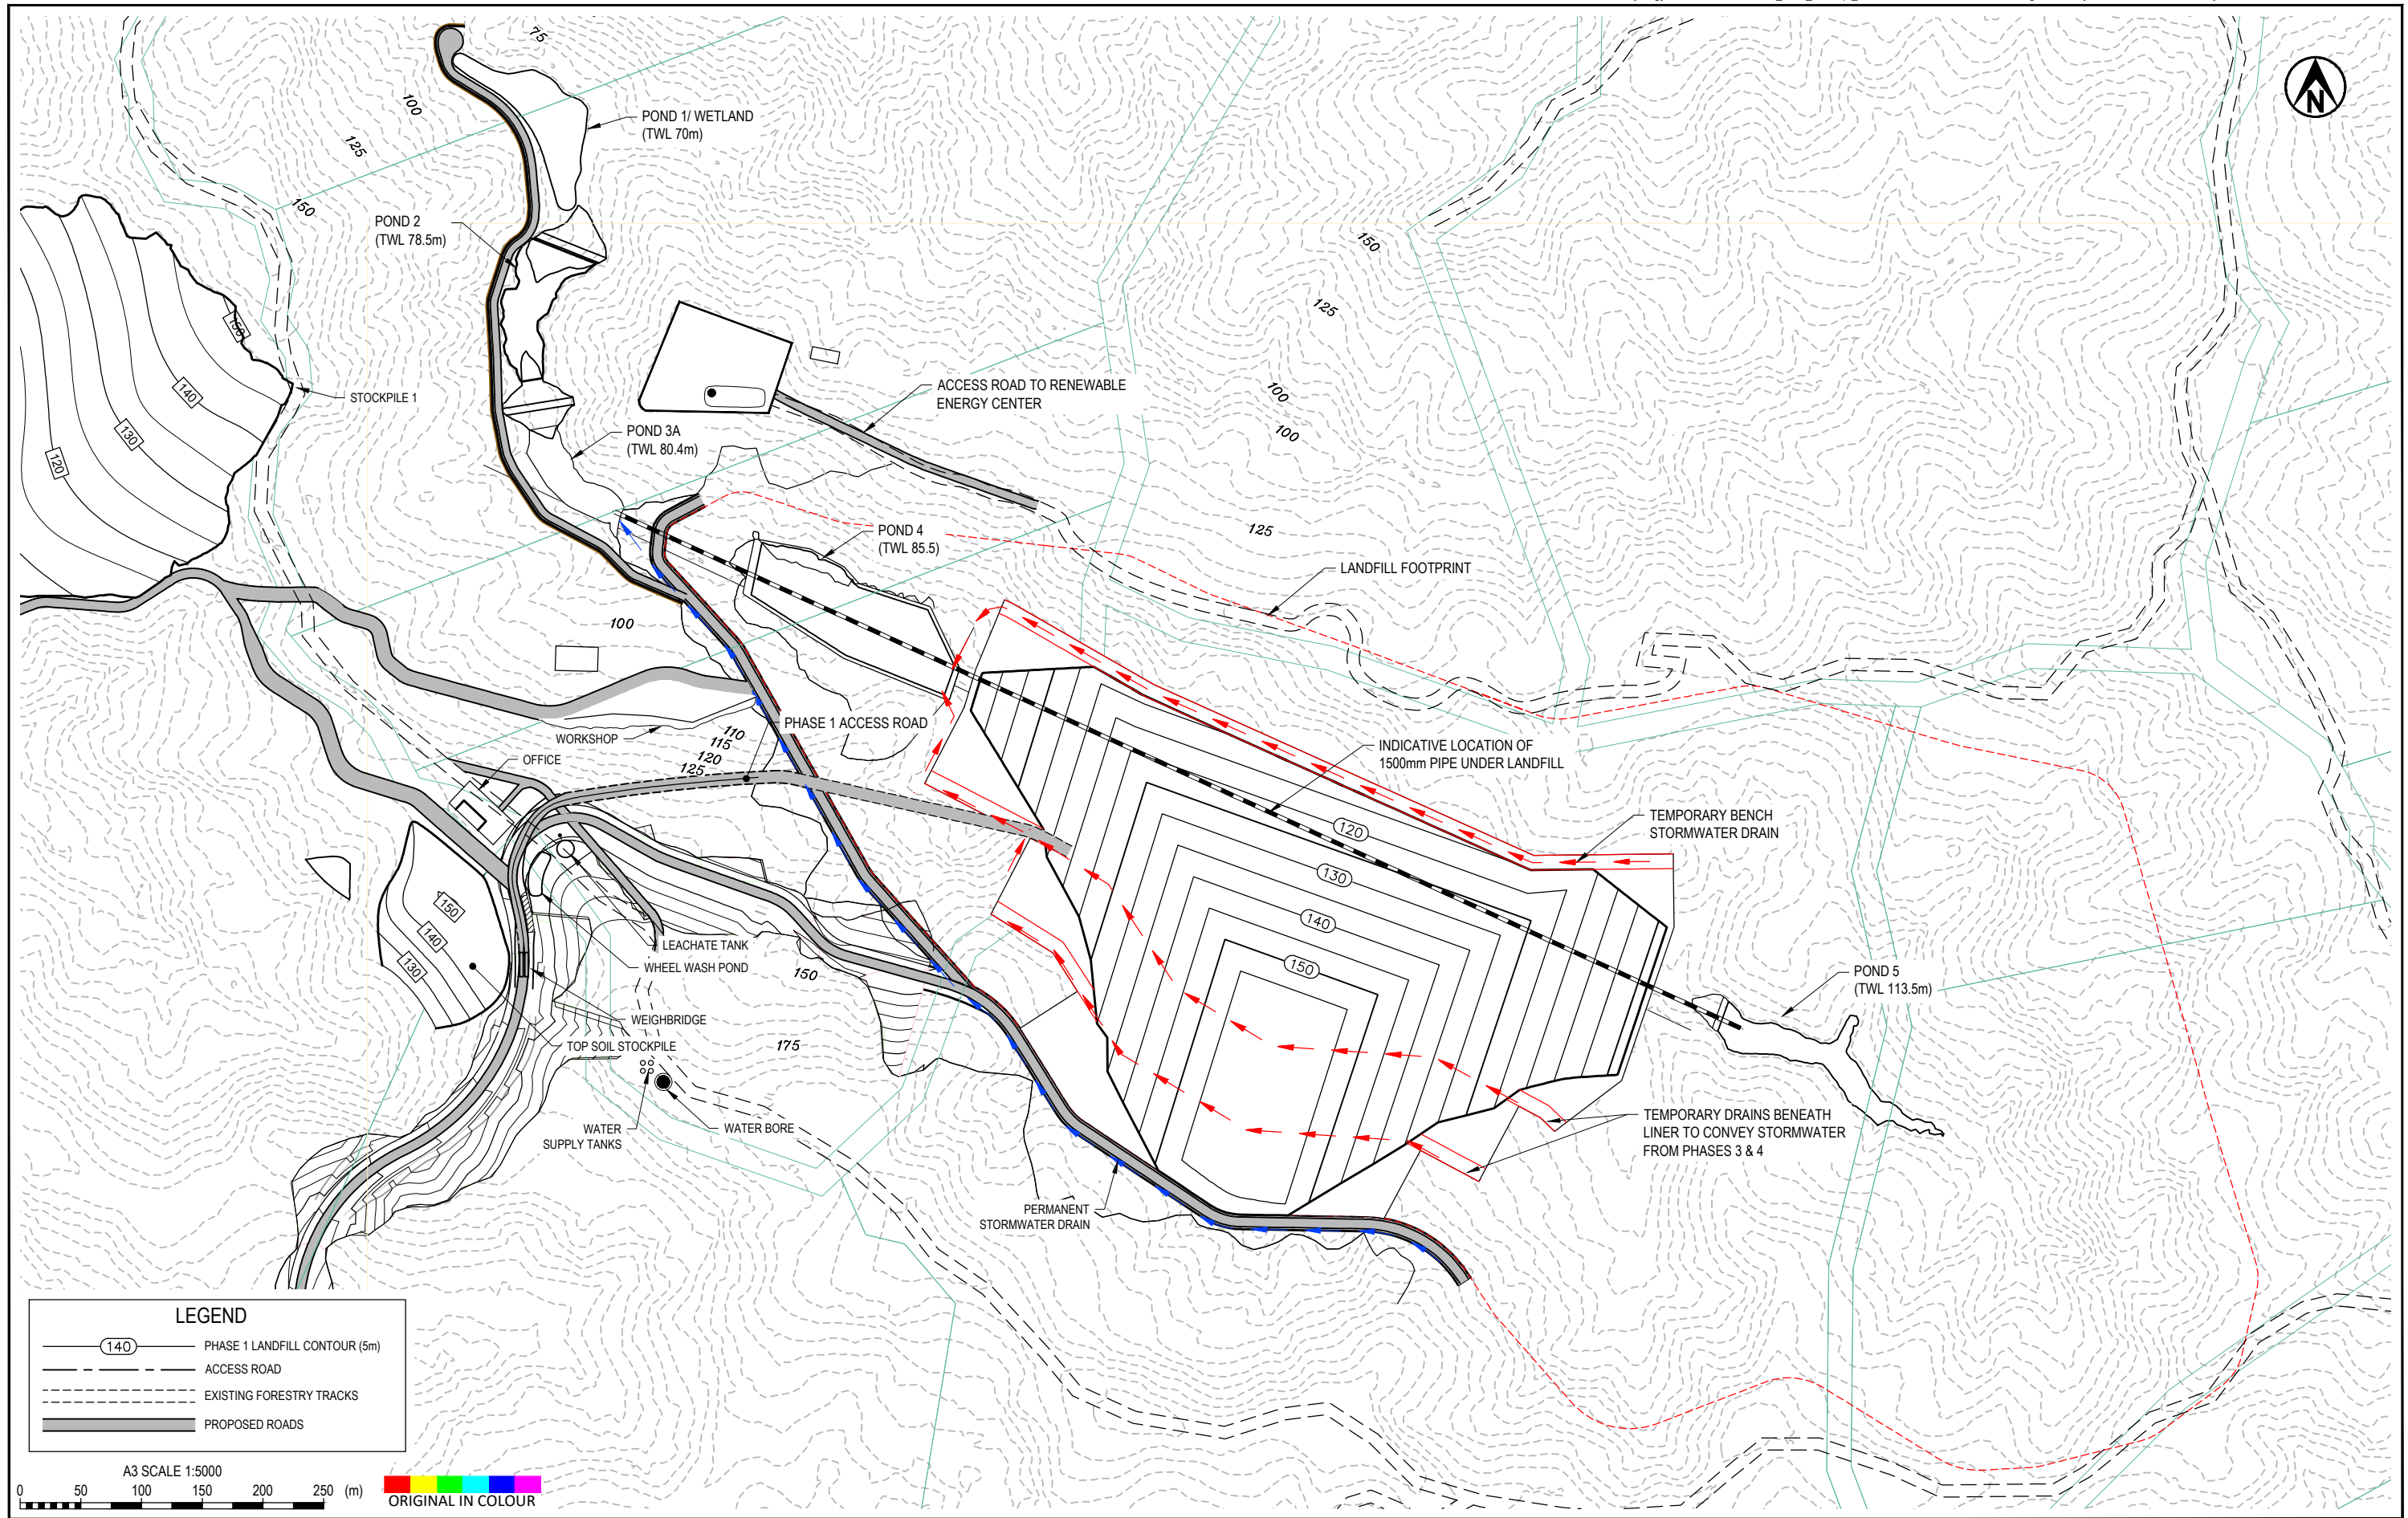 75
100
125
150
POND 1/ WETLAND
(TWL 70m)
N
POND 2
(TWL 78.5m)
150
125
100
100
125
150
140
130
120
STOCKPILE 1
ACCESS ROAD TO RENEWABLE
ENERGY CENTER
POND 3A
(TWL 80.4m)
POND 4
(TWL 85.5)
LANDFILL FOOTPRINT
100
PHASE 1 ACCESS ROAD
WORKSHOP
110
115
120
125
OFFICE
INDICATIVE LOCATION OF
1500mm PIPE UNDER LANDFILL
TEMPORARY BENCH
STORMWATER DRAIN
120
130
140
150
150
140
130
LEACHATE TANK
WHEEL WASH POND
150
POND 5
(TWL 113.5m)
WEIGHBRIDGE
TOP SOIL STOCKPILE
175
WATER
SUPPLY TANKS
WATER BORE
TEMPORARY DRAINS BENEATH
LINER TO CONVEY STORMWATER
FROM PHASES 3 & 4
PERMANENT
STORMWATER DRAIN
LEGEND
140
PHASE 1 LANDFILL CONTOUR (5m)
ACCESS ROAD
EXISTING FORESTRY TRACKS
PROPOSED ROADS
A3 SCALE 1:5000
0 50 100 150 200 250 (m)
ORIGINAL IN COLOUR